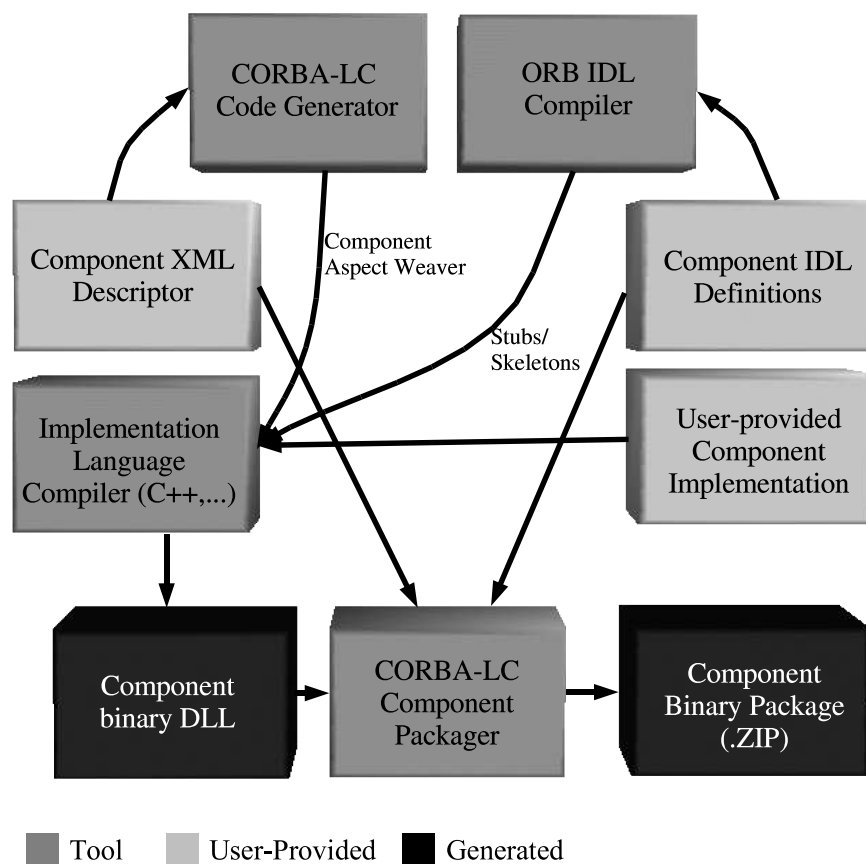 CORBA-LC
Code Generator
ORB IDL
Compiler
Component XML
Descriptor
Component
Aspect Weaver
Component IDL
Definitions
Stubs/
Skeletons
Implementation
Language
Compiler (C++,...)
User-provided
Component
Implementation
Component
binary DLL
CORBA-LC
Component
Packager
Component
Binary Package
(.ZIP)
Tool
User-Provided
Generated